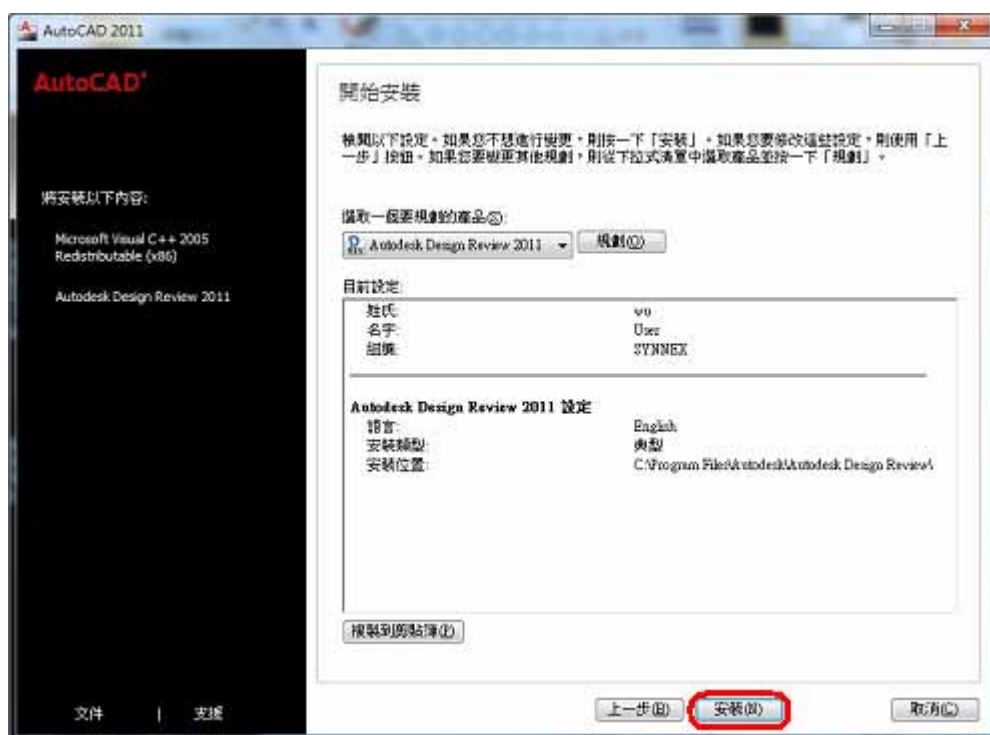 AutoCAD 2011
AutoCAD
開始安裝
檢閱以下設定。如果您不想進行變更,則按一下「安裝」。如果您要修改這些設定,則使用「上
一步」按鈕。如果您要變更其他規劃,則從下拉式清單中選取產品並按一下「規劃」。
將安裝以下內容:
Microsoft Visual C++ 2005
Redistributable (x86)
Autodesk Design Review 2011
選取一個要規劃的產品(S):
Autodesk Design Review 2011
規劃(O)
目前設定:
姓氏: wu
名字: User
組織: SYNNEX
Autodesk Design Review 2011 設定
語言: English
安裝類型: 典型
安裝位置: C:\Program Files\Autodesk\Autodesk Design Review\
複製到剪貼簿(P)
文件 | 支援
上一步(B) 安裝(N) 取消(C)